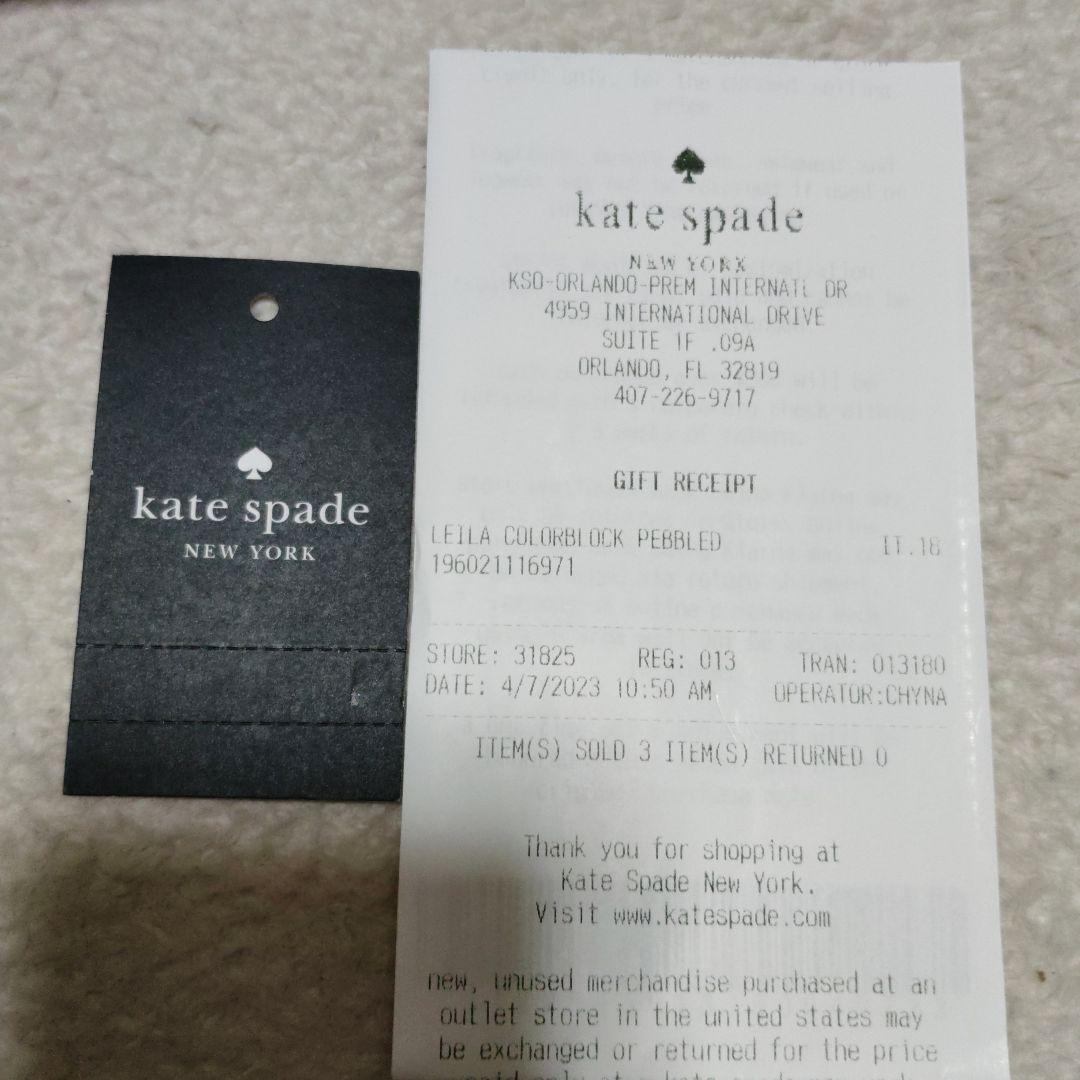 kate spade
NEW YORK
kate spade
NEW YORK
KSO-ORLANDO-PREM INTERNATL DR
4959 INTERNATIONAL DRIVE
SUITE 1F .09A
ORLANDO, FL 32819
407-226-9717
GIFT RECEIPT
LEILA COLORBLOCK PEBBLED IT.18
196021116971
STORE: 31825 REG: 013 TRAN: 013180
DATE: 4/7/2023 10:50 AM OPERATOR:CHYNA
ITEM(S) SOLD 3 ITEM(S) RETURNED 0
Thank you for shopping at
Kate Spade New York.
Visit www.katespade.com
new, unused merchandise purchased at an
outlet store in the united states may
be exchanged or returned for the price